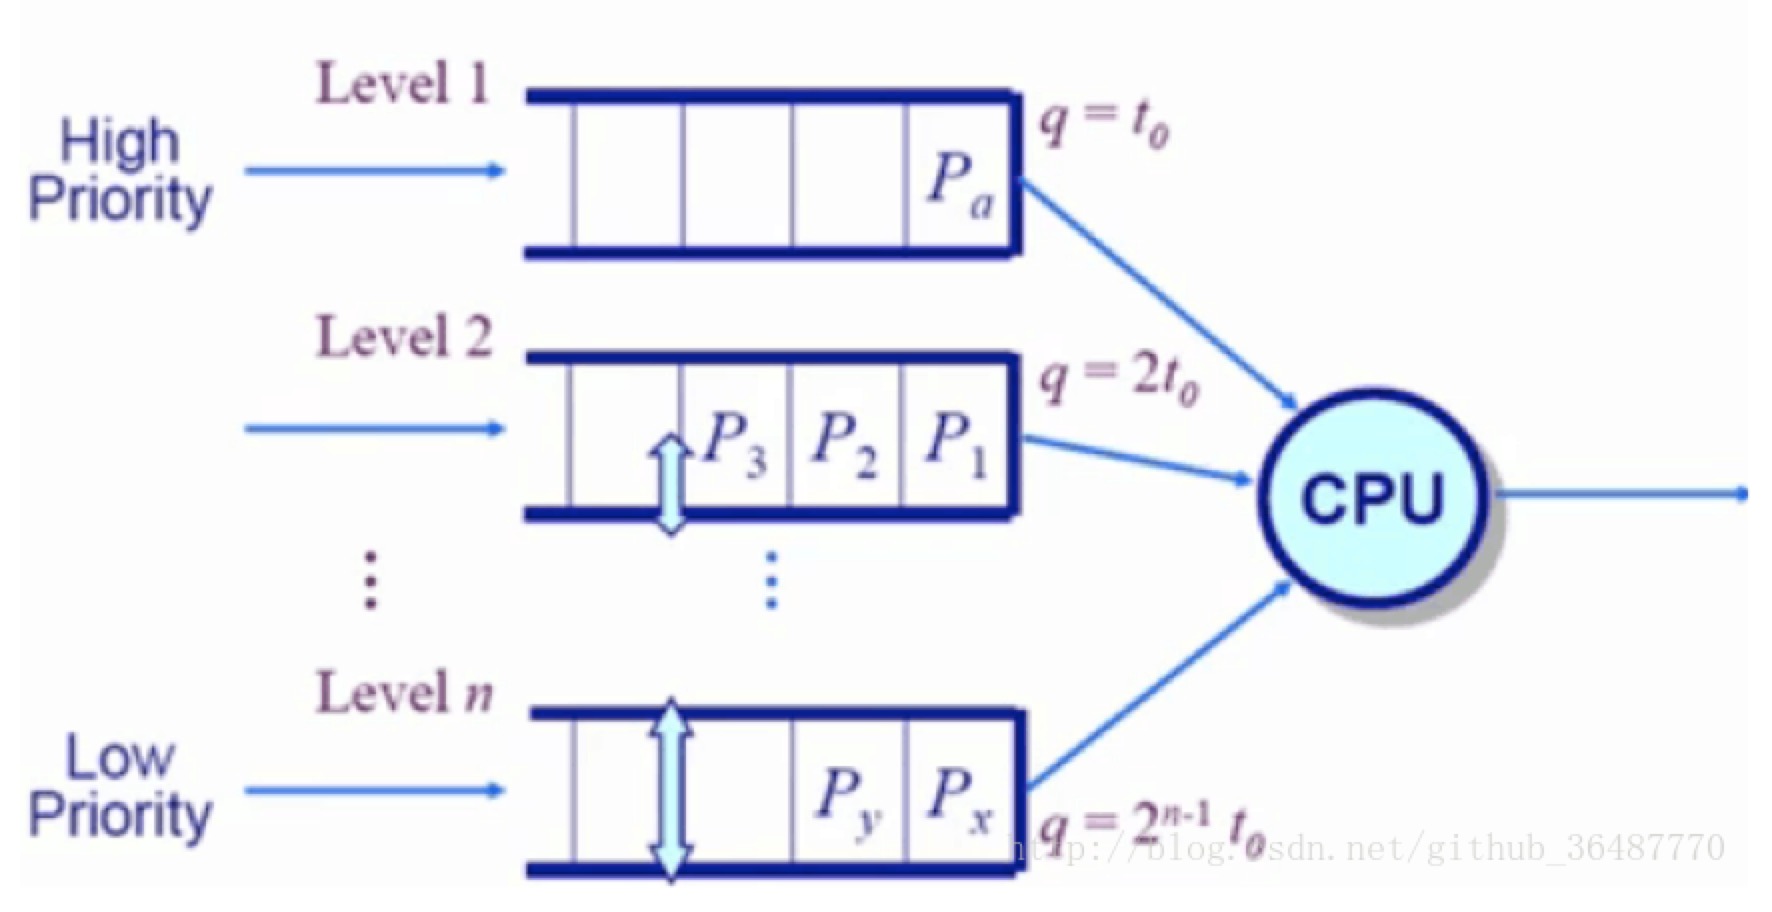 Level 1
High
Priority
P_a
q = t_0
Level 2
P_3 P_2 P_1
q = 2t_0
CPU
Level n
Low
Priority
P_y P_x
q = 2^{n-1} t_0
http://blog.csdn.net/github_36487770